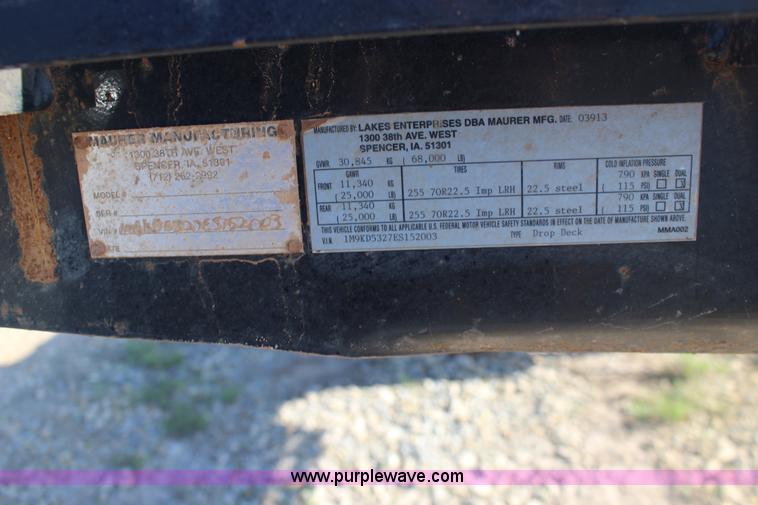 MAURER MANUFACTURING
1300 38TH AVE. WEST
SPENCER, IA. 51301
(712) 262-2992
MODEL #
SER #
VIN #
MANUFACTURED BY: LAKES ENTERPRISES DBA MAURER MFG. DATE: 03913
1300 38th AVE. WEST
SPENCER, IA. 51301
GVWR. 30,845 KG ( 68,000 LB)
GAWR TIRES RIMS COLD INFLATION PRESSURE
FRONT 11,340 KG 255 70R22.5 Imp LRH 22.5 steel 790 KPA SINGLE DUAL
(25,000 LB) ( 115 PSI)
REAR 11,340 KG 255 70R22.5 Imp LRH 22.5 steel 790 KPA SINGLE DUAL
(25,000 LB) ( 115 PSI)
THIS VEHICLE CONFORMS TO ALL APPLICABLE U.S. FEDERAL MOTOR VEHICLE SAFETY STANDARDS IN EFFECT ON THE DATE OF MANUFACTURE SHOWN ABOVE.
V.I.N. 1M9KD5327ES152003 TYPE Drop Deck MMA002
www.purplewave.com